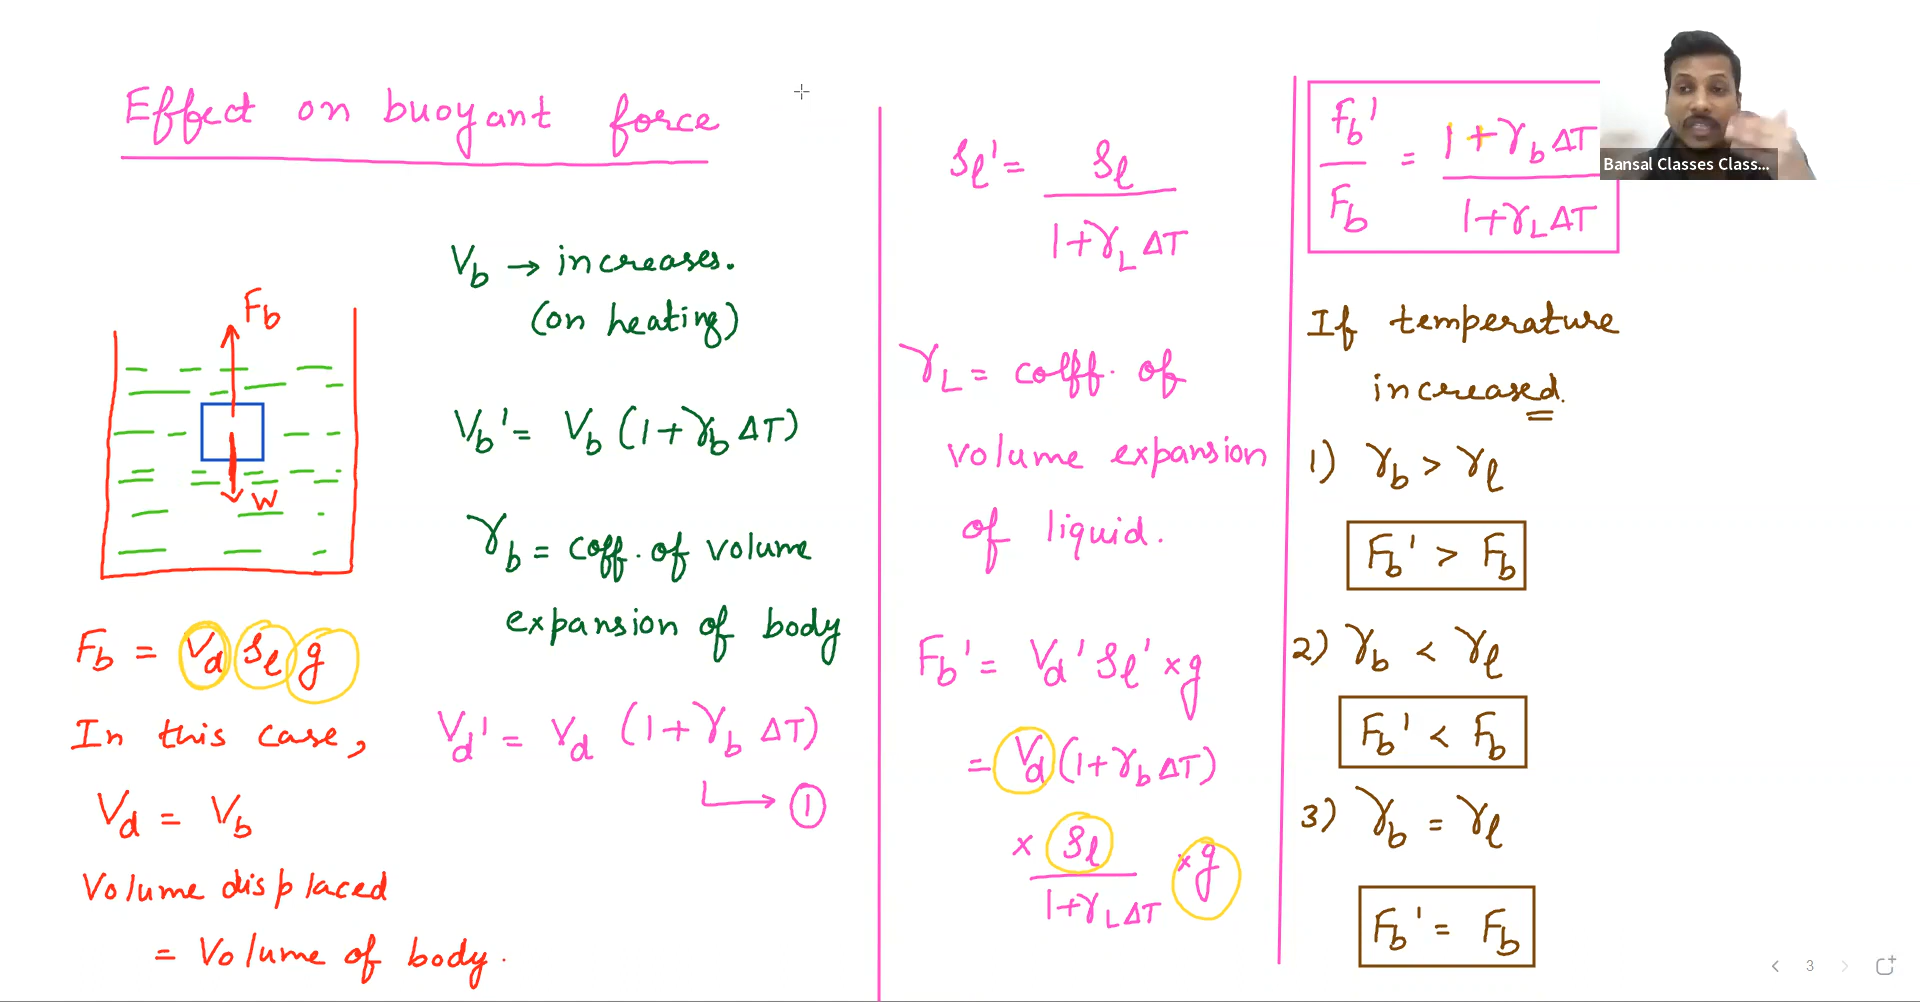 Effect on buoyant force
Fb
W
Fb = Vd ρl g
In this case,
Vd = Vb
Volume displaced
= Volume of body.
Vb → increases.
(on heating)
Vb' = Vb (1+γb ΔT)
γb = coff. of volume
expansion of body
Vd' = Vd (1+γb ΔT)
①
ρl' = ρl / 1+γL ΔT
γL = coeff. of
volume expansion
of liquid.
Fb' = Vd' ρl' × g
= Vd (1+γb ΔT)
× ρl / 1+γL ΔT × g
Fb' / Fb = 1+γb ΔT / 1+γL ΔT
If temperature
increased.
1) γb > γl
Fb' > Fb
2) γb < γl
Fb' < Fb
3) γb = γl
Fb' = Fb
Bansal Classes Class...
3